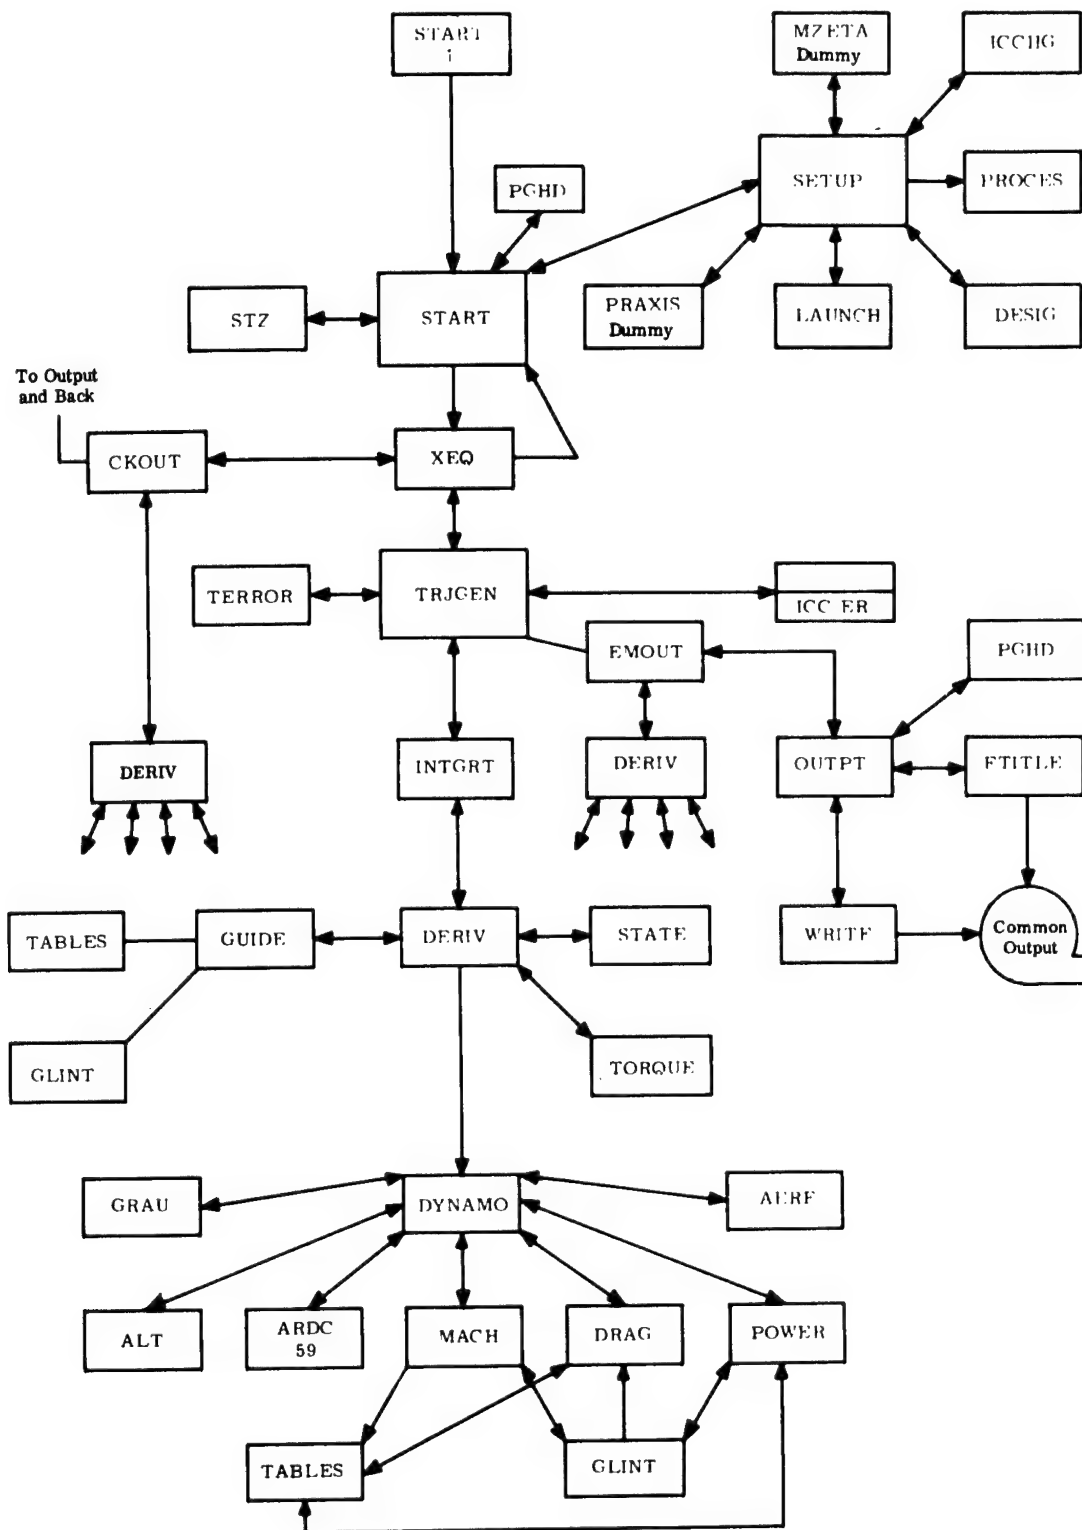 START
1
MZETA
Dummy
ICCHG
SETUP
PROCES
PGHD
PRAXIS
Dummy
LAUNCH
DESIG
STZ
START
To Output
and Back
CKOUT
XEQ
TERROR
TRJGEN
ICC ER
EMOUT
PGHD
DERIV
INTGRT
DERIV
OUTPT
FTITLE
TABLES
GUIDE
DERIV
STATE
WRITE
Common
Output
GLINT
TORQUE
GRAU
DYNAMO
AERF
ALT
ARDC
59
MACH
DRAG
POWER
TABLES
GLINT